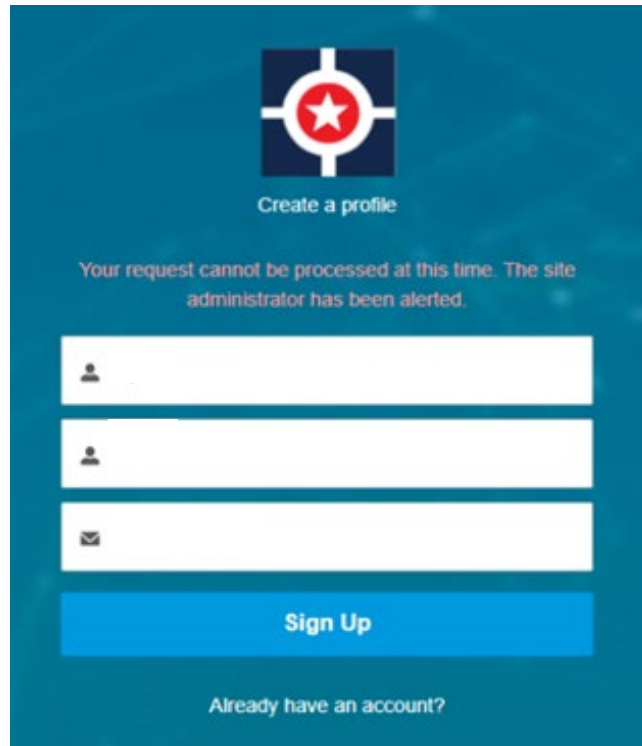 Create a profile
Your request cannot be processed at this time. The site
administrator has been alerted.
Sign Up
Already have an account?